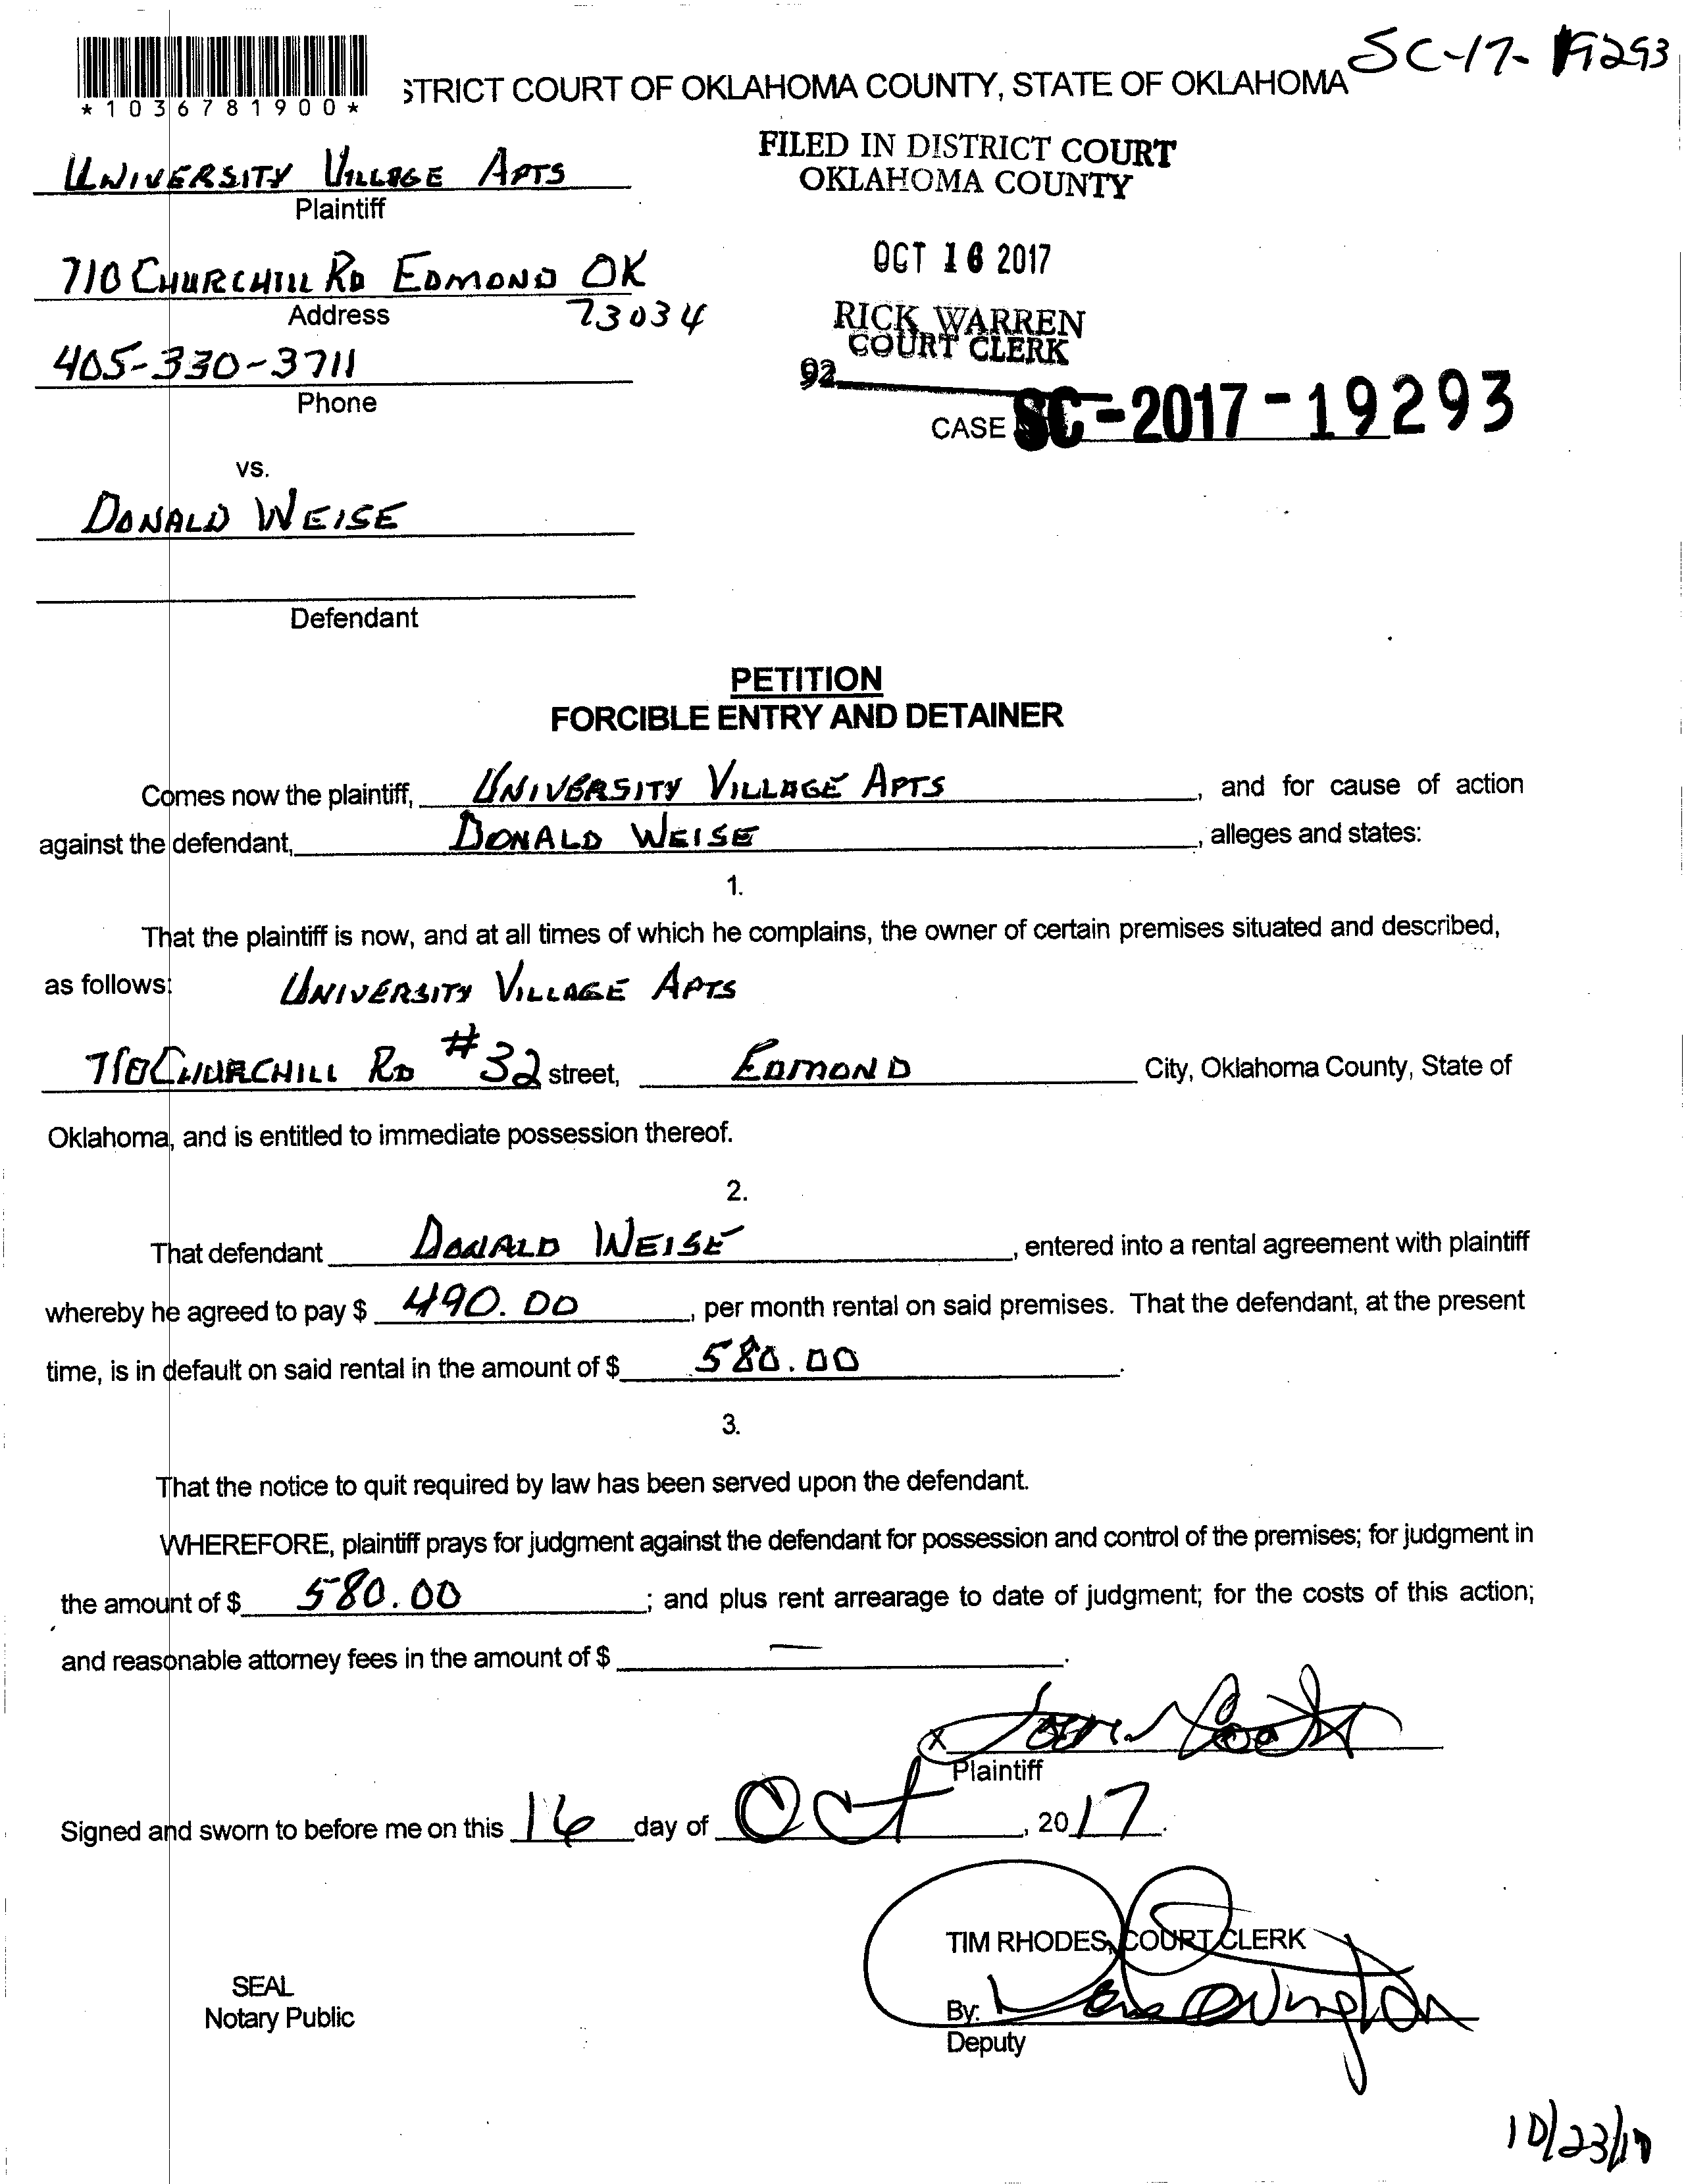 SC-17-19293
*1036781900*
STRICT COURT OF OKLAHOMA COUNTY, STATE OF OKLAHOMA
UNIVERSITY VILLAGE APTS
Plaintiff
FILED IN DISTRICT COURT
OKLAHOMA COUNTY
710 CHURCHILL RD EDMOND OK
Address 73034
OCT 16 2017
405-330-3711
Phone
RICK WARREN
COURT CLERK
92
CASE SC-2017-19293
vs.
DONALD WEISE
Defendant
PETITION
FORCIBLE ENTRY AND DETAINER
Comes now the plaintiff, UNIVERSITY VILLAGE APTS, and for cause of action
against the defendant, DONALD WEISE, alleges and states:
1.
That the plaintiff is now, and at all times of which he complains, the owner of certain premises situated and described,
as follows: UNIVERSITY VILLAGE APTS
710 CHURCHILL RD #32 street, EDMOND City, Oklahoma County, State of
Oklahoma, and is entitled to immediate possession thereof.
2.
That defendant DONALD WEISE, entered into a rental agreement with plaintiff
whereby he agreed to pay $ 490.00, per month rental on said premises. That the defendant, at the present
time, is in default on said rental in the amount of $ 580.00.
3.
That the notice to quit required by law has been served upon the defendant.
WHEREFORE, plaintiff prays for judgment against the defendant for possession and control of the premises; for judgment in
the amount of $ 580.00; and plus rent arrearage to date of judgment; for the costs of this action;
and reasonable attorney fees in the amount of $ —.
X
Plaintiff
Signed and sworn to before me on this 16 day of Oct, 2017.
TIM RHODES, COURT CLERK
SEAL
Notary Public
By:
Deputy
10/23/17